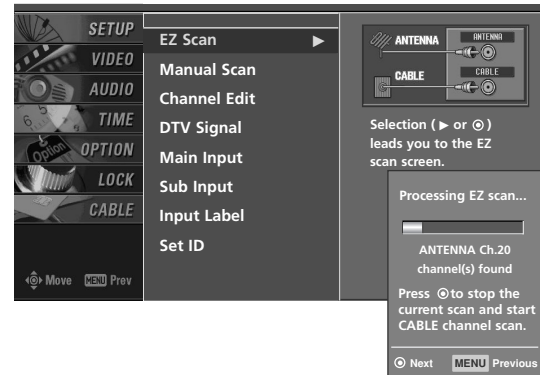 SETUP
VIDEO
AUDIO
TIME
OPTION
LOCK
CABLE
Move MENU Prev
EZ Scan ▶
Manual Scan
Channel Edit
DTV Signal
Main Input
Sub Input
Input Label
Set ID
ANTENNA
ANTENNA
CABLE
CABLE
Selection ( ▶ or ⊙ )
leads you to the EZ
scan screen.
Processing EZ scan...
ANTENNA Ch.20
channel(s) found
Press ⊙to stop the
current scan and start
CABLE channel scan.
⊙ Next MENU Previous